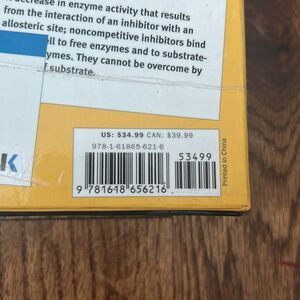 decrease in enzyme activity that results
from the interaction of an inhibitor with an
allosteric site; noncompetitive inhibitors bind
ell to free enzymes and to substrate-
ymes. They cannot be overcome by
f substrate.
K
US: $34.99 CAN: $39.99
978-1-61865-621-6
53499
9 781618 656216
Printed in China